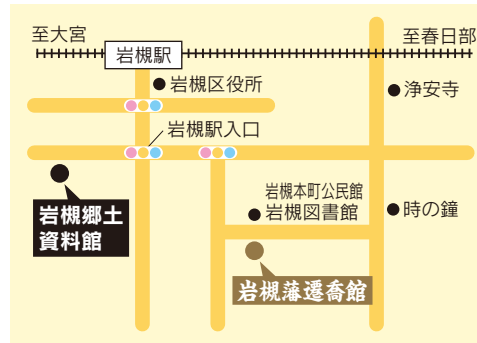 至大宮
至春日部
岩槻駅
岩槻区役所
浄安寺
岩槻駅入口
岩槻本町公民館
岩槻図書館
時の鐘
岩槻郷土
資料館
岩槻藩遷喬館